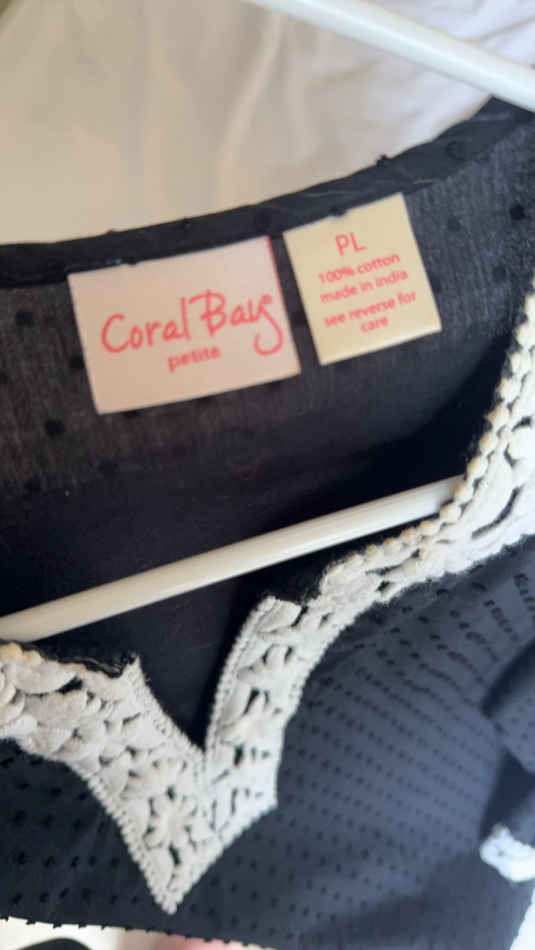 Coral Bay
petite
PL
100% cotton
made in india
see reverse for
care